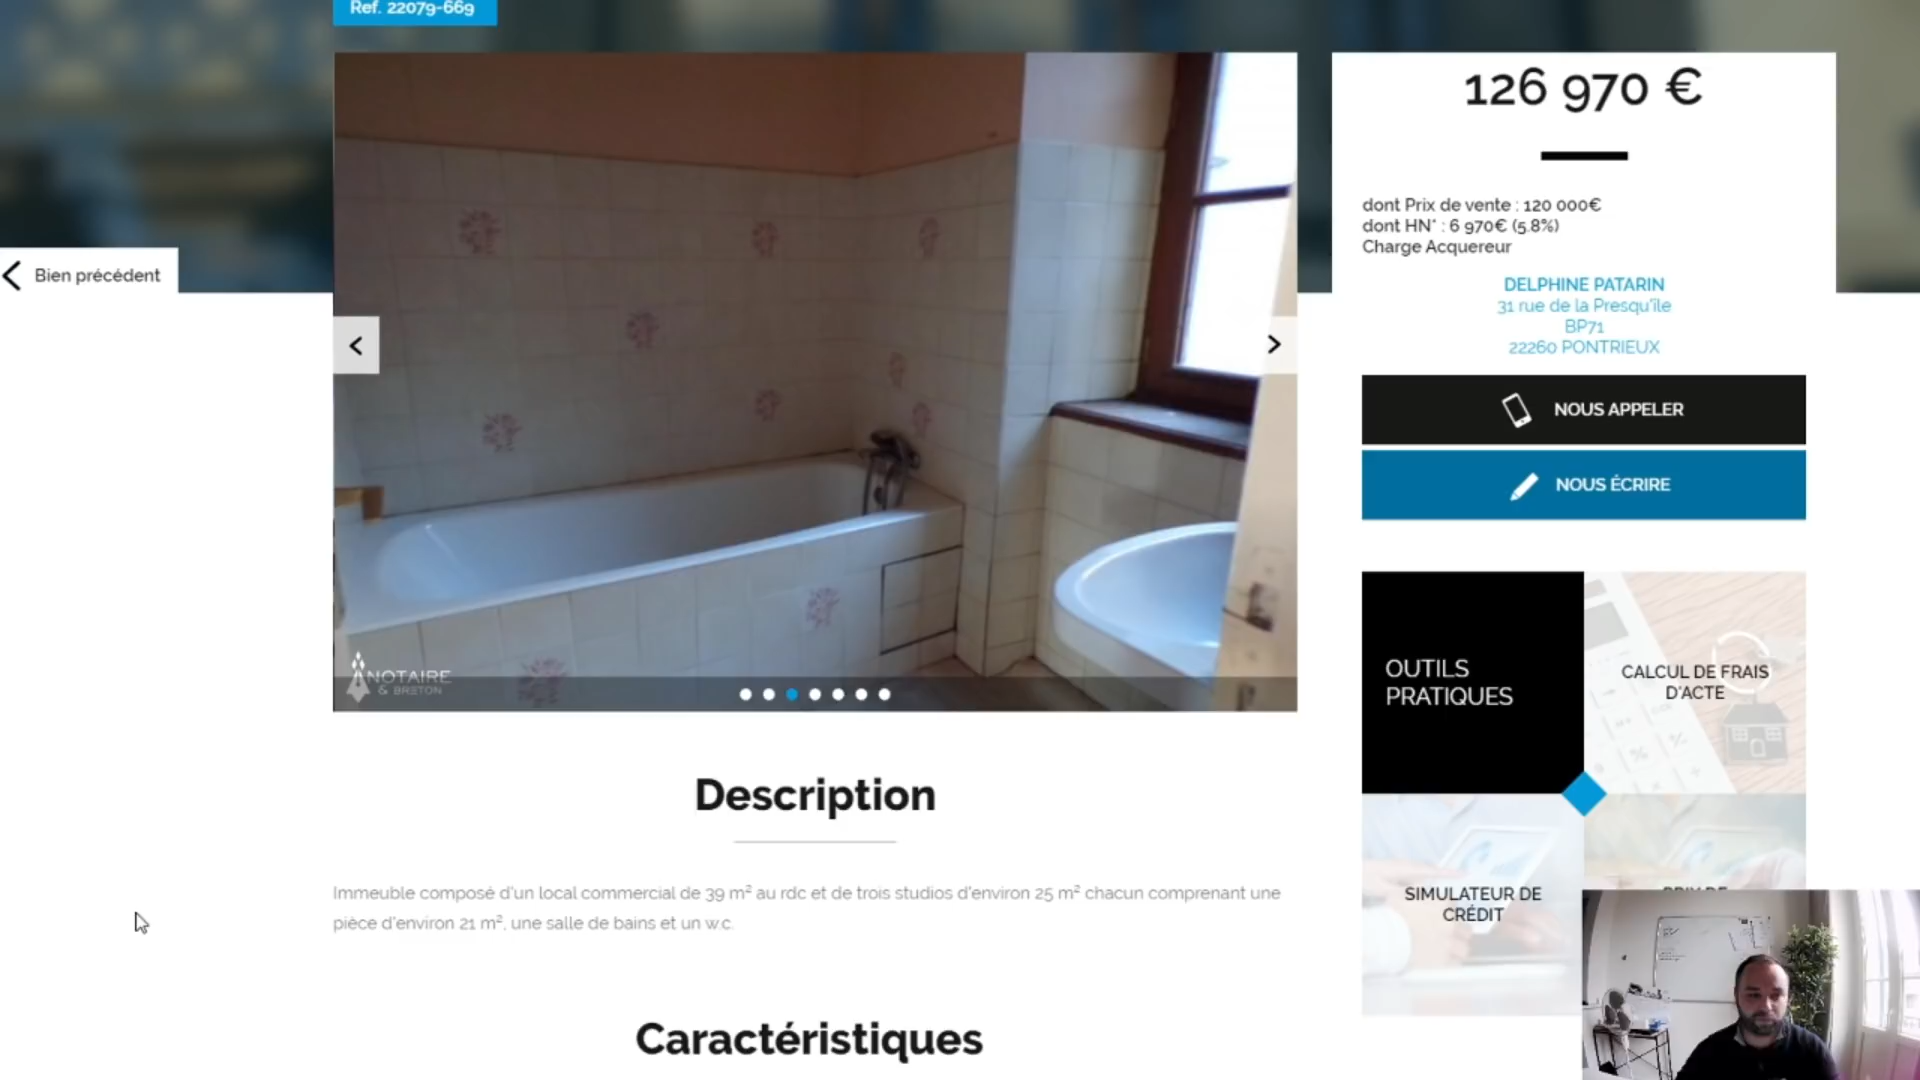 Ref. 22079-669
126 970 €
dont Prix de vente : 120 000€
dont HN* : 6 970€ (5.8%)
Charge Acquereur
Bien précédent
DELPHINE PATARIN
31 rue de la Presqu'île
BP71
22260 PONTRIEUX
NOUS APPELER
NOUS ÉCRIRE
NOTAIRE
& BRETON
OUTILS
PRATIQUES
CALCUL DE FRAIS
D'ACTE
Description
Immeuble composé d'un local commercial de 39 m² au rdc et de trois studios d'environ 25 m² chacun comprenant une
pièce d'environ 21 m², une salle de bains et un w.c.
SIMULATEUR DE
CRÉDIT
PRIX DE
Caractéristiques